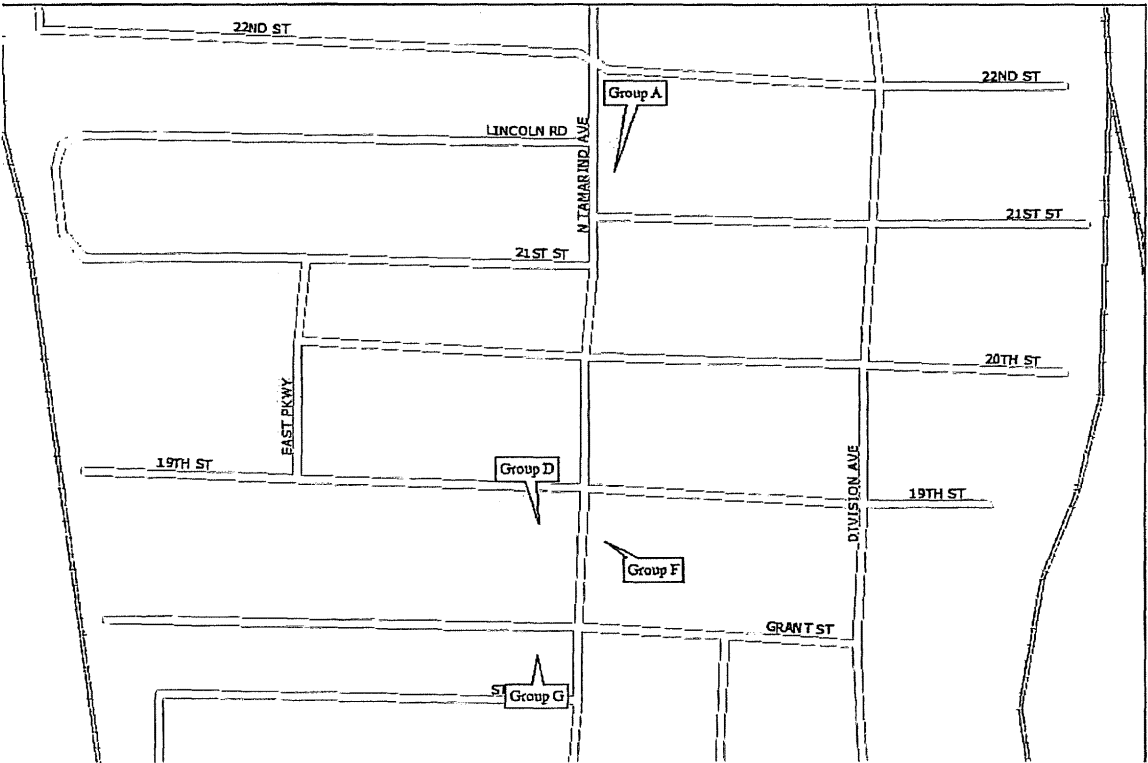 22ND ST
22ND ST
Group A
LINCOLN RD
N TAMARIND AVE
21ST ST
21ST ST
20TH ST
EAST PKWY
19TH ST
Group D
19TH ST
DIVISION AVE
Group F
GRANT ST
ST
Group G